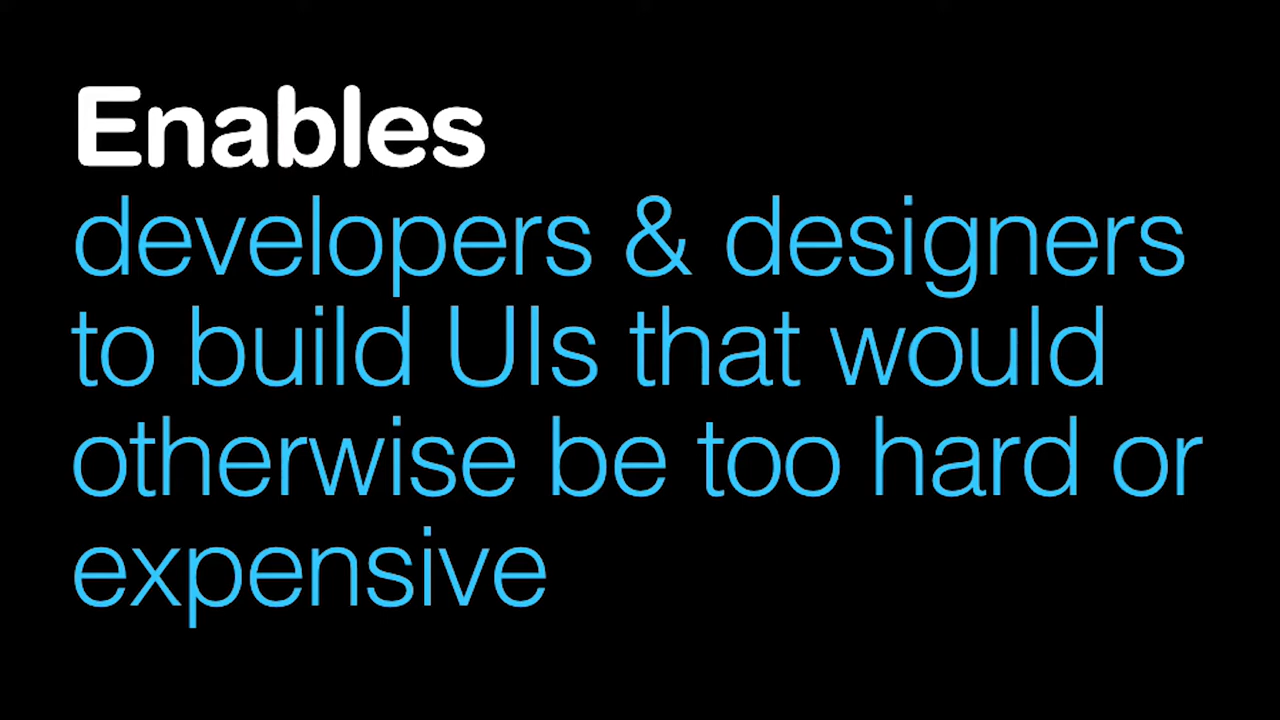 Enables
developers & designers
to build UIs that would
otherwise be too hard or
expensive